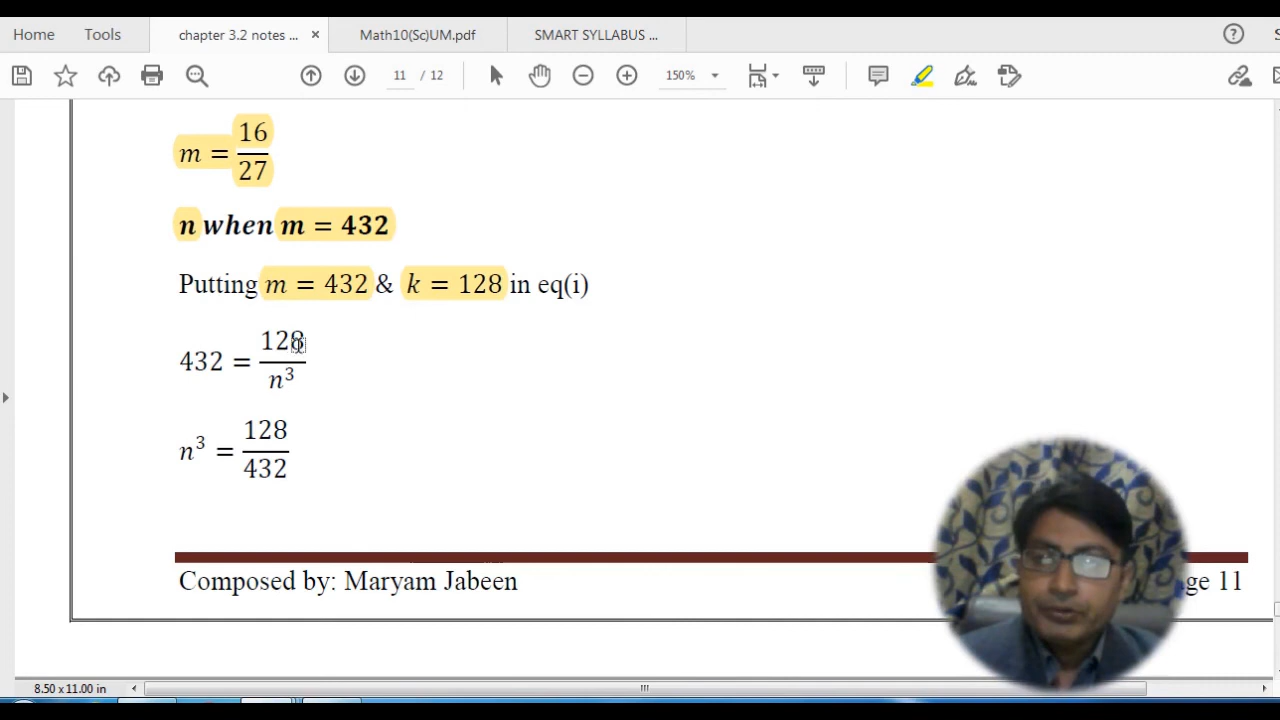 Home Tools chapter 3.2 notes ... × Math10(Sc)UM.pdf SMART SYLLABUS ... ?
11 / 12 150%
m = 16/27
n when m = 432
Putting m = 432 & k = 128 in eq(i)
432 = 128/n³
n³ = 128/432
Composed by: Maryam Jabeen ge 11
8.50 x 11.00 in